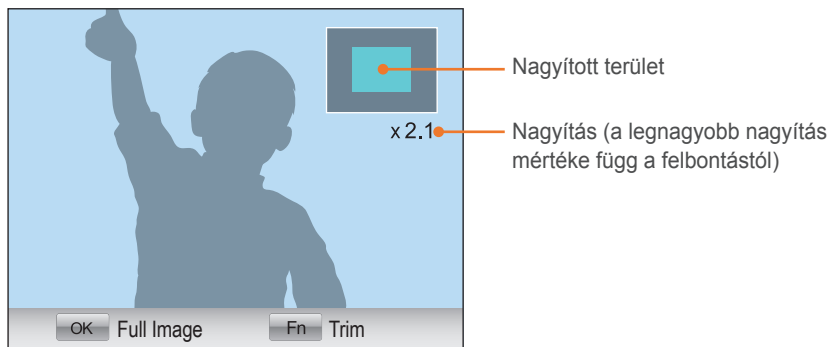 Nagyított terület
x 2.1
Nagyítás (a legnagyobb nagyítás
mértéke függ a felbontástól)
OK Full Image Fn Trim